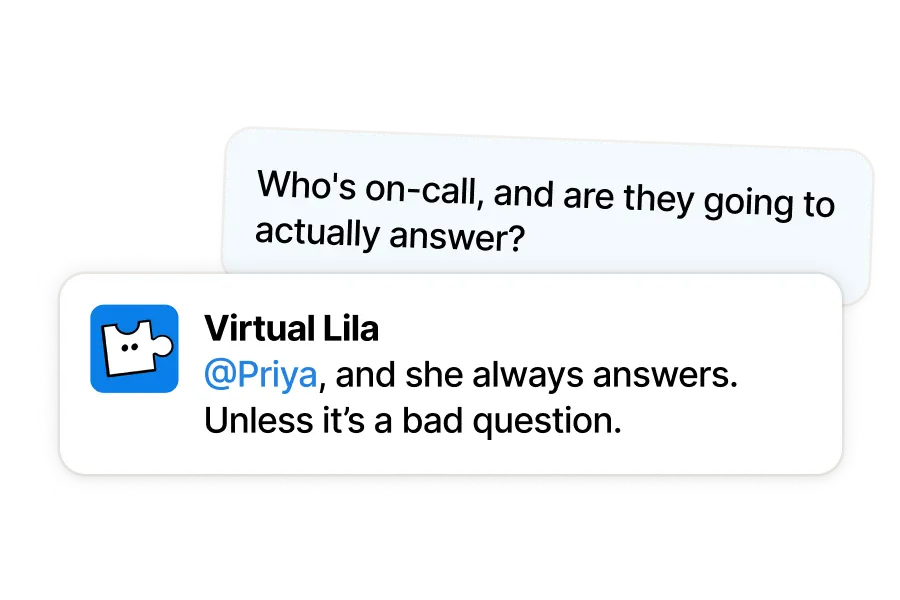 Who's on-call, and are they going to
actually answer?
Virtual Lila
@Priya, and she always answers.
Unless it’s a bad question.